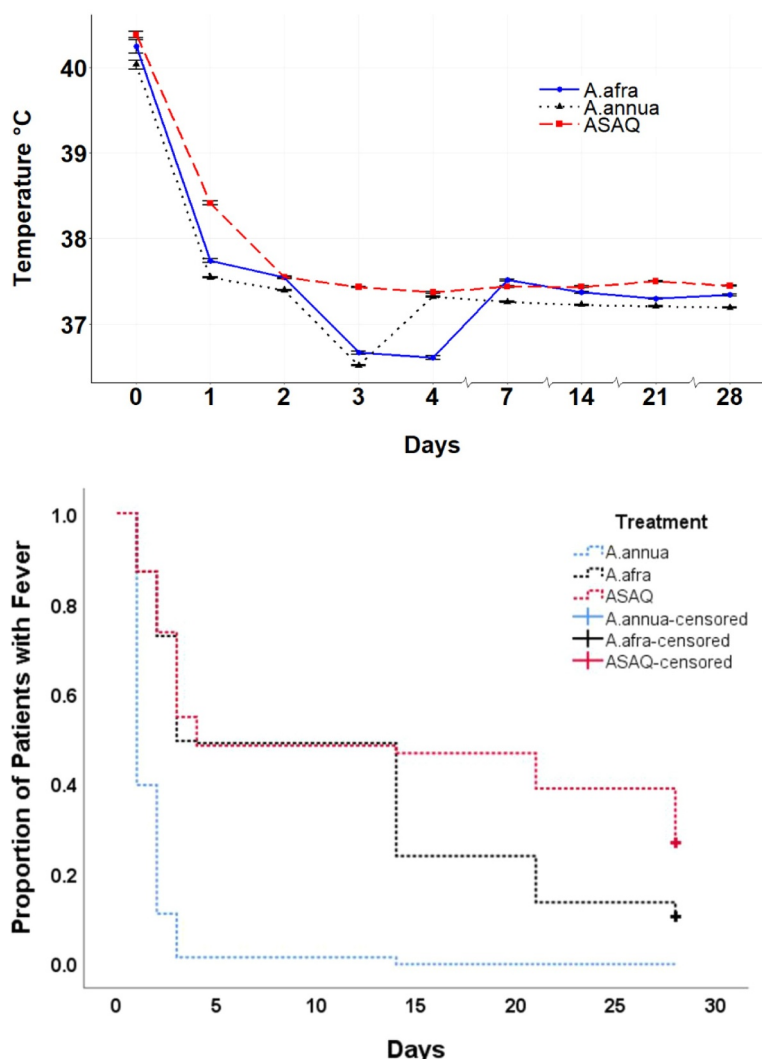 40
39
38
37
Temperature °C
A.afra
A.annua
ASAQ
0 1 2 3 4 7 14 21 28
Days
1.0
0.8
0.6
0.4
0.2
0.0
Proportion of Patients with Fever
Treatment
A.annua
A.afra
ASAQ
A.annua-censored
A.afra-censored
ASAQ-censored
0 5 10 15 20 25 30
Days